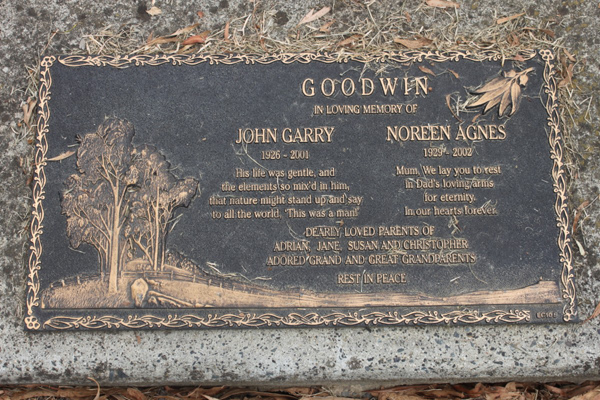 GOODWIN
IN LOVING MEMORY OF
JOHN GARRY
1926 - 2001
His life was gentle, and
the elements so mix'd in him,
that nature might stand up and say
to all the world, 'This was a man!'
NOREEN AGNES
1929 - 2002
Mum, We lay you to rest
in Dad's loving arms
for eternity.
In our hearts forever.
DEARLY LOVED PARENTS OF
ADRIAN, JANE, SUSAN AND CHRISTOPHER
ADORED GRAND AND GREAT GRANDPARENTS
REST IN PEACE